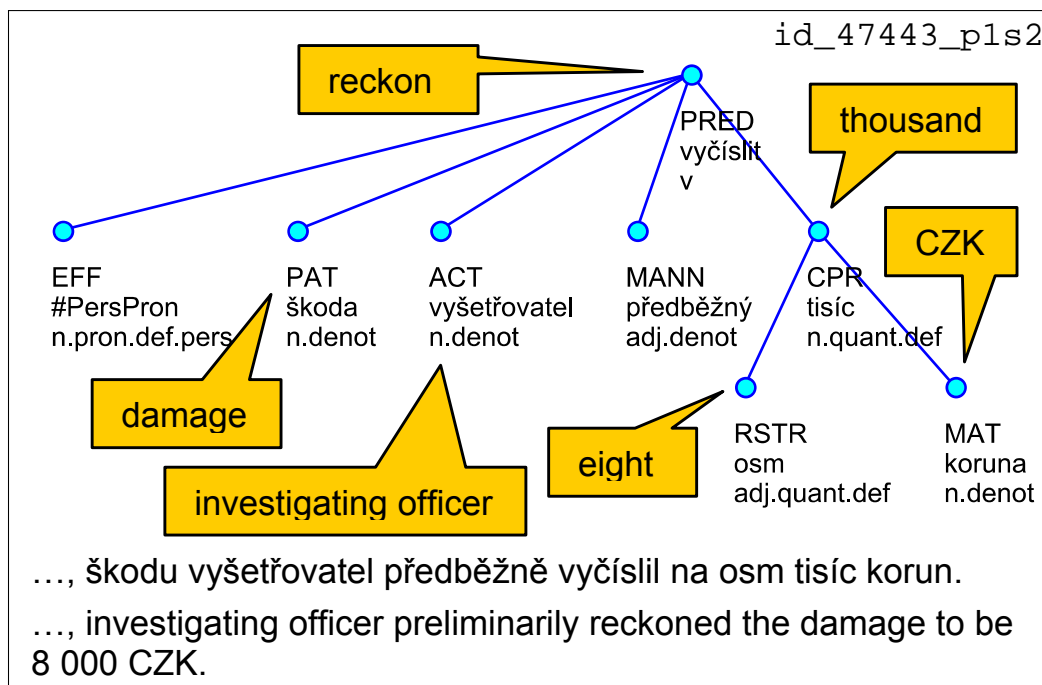 id_47443_p1s2
reckon
PRED
vyčíslit
v
thousand
CZK
EFF
#PersPron
n.pron.def.pers
PAT
škoda
n.denot
ACT
vyšetřovatel
n.denot
MANN
předběžný
adj.denot
CPR
tisíc
n.quant.def
damage
investigating officer
eight
RSTR
osm
adj.quant.def
MAT
koruna
n.denot
…, škodu vyšetřovatel předběžně vyčíslil na osm tisíc korun.
…, investigating officer preliminarily reckoned the damage to be
8 000 CZK.